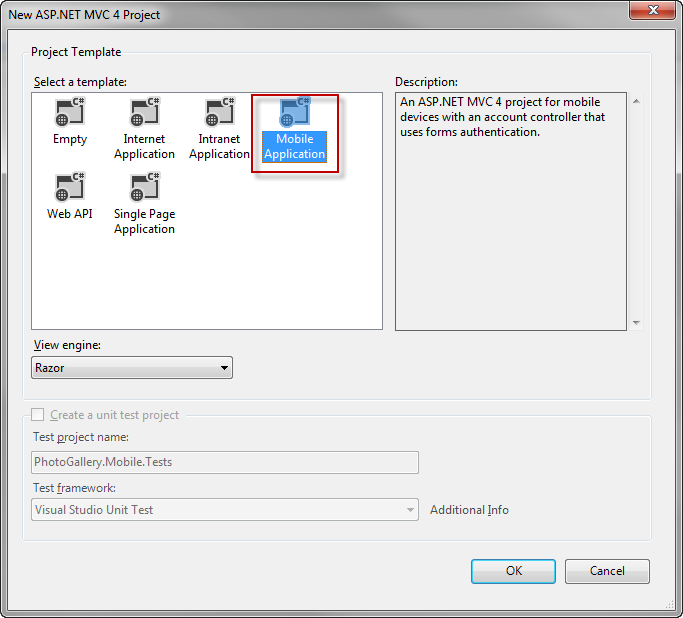 New ASP.NET MVC 4 Project
Project Template
Select a template:
C#
C#
C#
C#
Empty
Internet
Application
Intranet
Application
Mobile
Application
C#
C#
Web API
Single Page
Application
Description:
An ASP.NET MVC 4 project for mobile
devices with an account controller that
uses forms authentication.
View engine:
Razor
Create a unit test project
Test project name:
PhotoGallery.Mobile.Tests
Test framework:
Visual Studio Unit Test
Additional Info
OK
Cancel